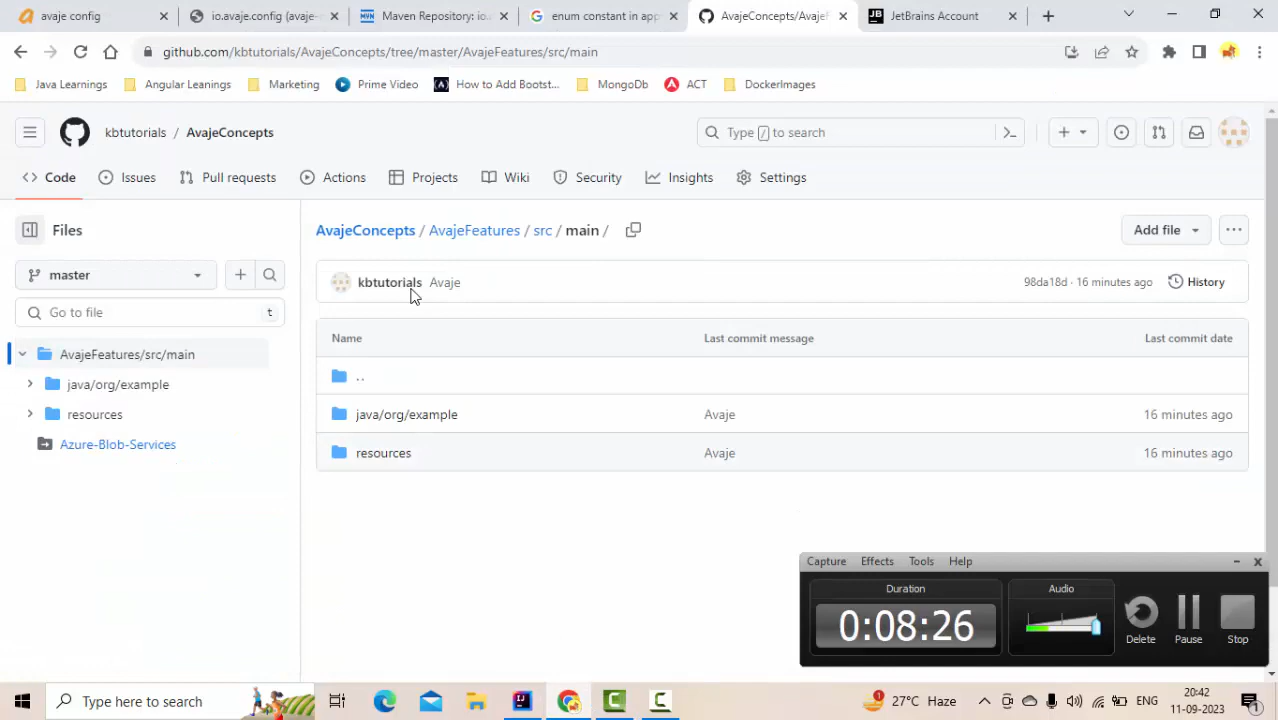 avaje config
io.avaje.config (avaje-
Maven Repository: io.
enum constant in app
AvajeConcepts/AvajeF
JetBrains Account
github.com/kbtutorials/AvajeConcepts/tree/master/AvajeFeatures/src/main
Java Learnings
Angular Leanings
Marketing
Prime Video
How to Add Bootst...
MongoDb
ACT
DockerImages
kbtutorials / AvajeConcepts
Type / to search
Code
Issues
Pull requests
Actions
Projects
Wiki
Security
Insights
Settings
Files
AvajeConcepts / AvajeFeatures / src / main /
Add file
master
kbtutorials Avaje
98da18d · 16 minutes ago
History
Go to file
t
Name
Last commit message
Last commit date
AvajeFeatures/src/main
..
java/org/example
java/org/example
Avaje
16 minutes ago
resources
Azure-Blob-Services
resources
Avaje
16 minutes ago
Capture
Effects
Tools
Help
Duration
Audio
0:08:26
Delete
Pause
Stop
Type here to search
1
27°C Haze
ENG
20:42
11-09-2023
1